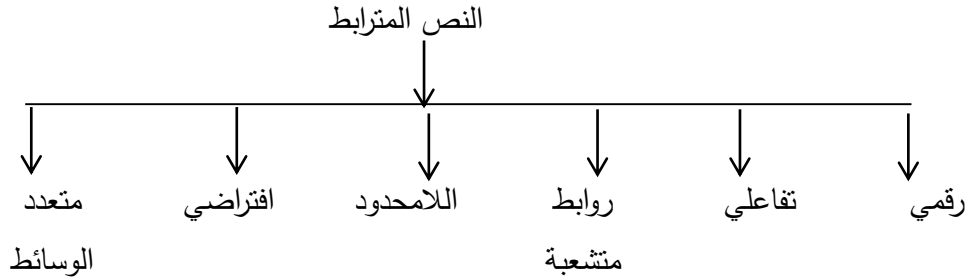 النص المترابط
رقمي تفاعلي روابط اللامحدود افتراضي متعدد
متشعبة الوسائط